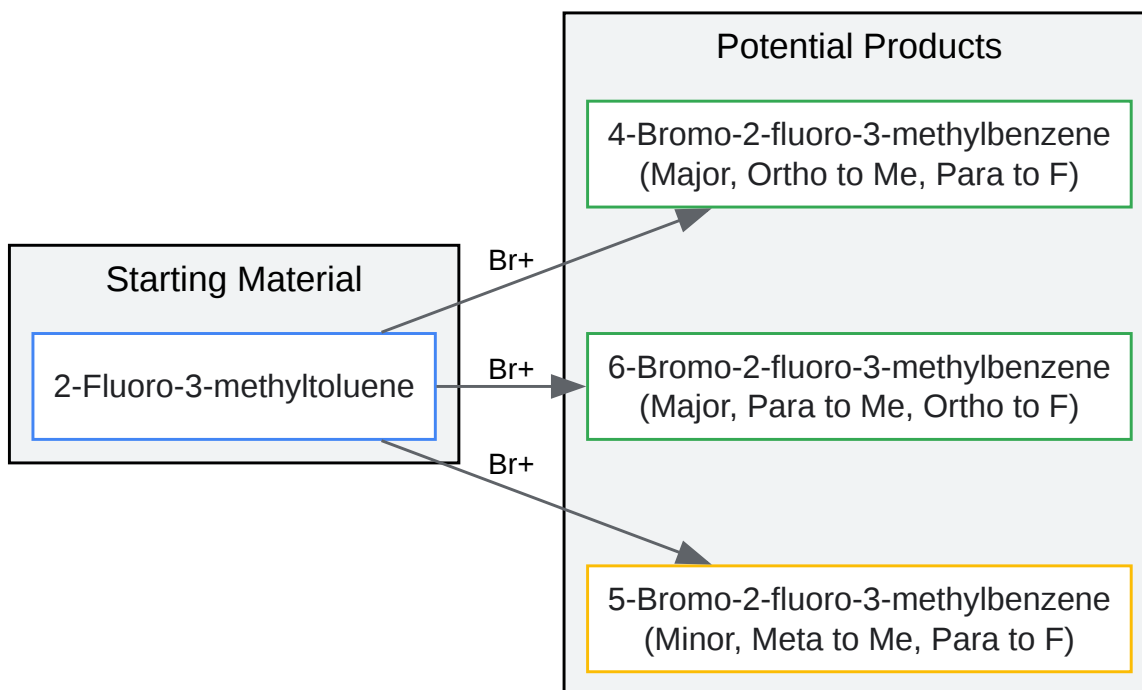 Potential Products
4-Bromo-2-fluoro-3-methylbenzene
(Major, Ortho to Me, Para to F)
Br+
Starting Material
2-Fluoro-3-methyltoluene
Br+
6-Bromo-2-fluoro-3-methylbenzene
(Major, Para to Me, Ortho to F)
Br+
5-Bromo-2-fluoro-3-methylbenzene
(Minor, Meta to Me, Para to F)